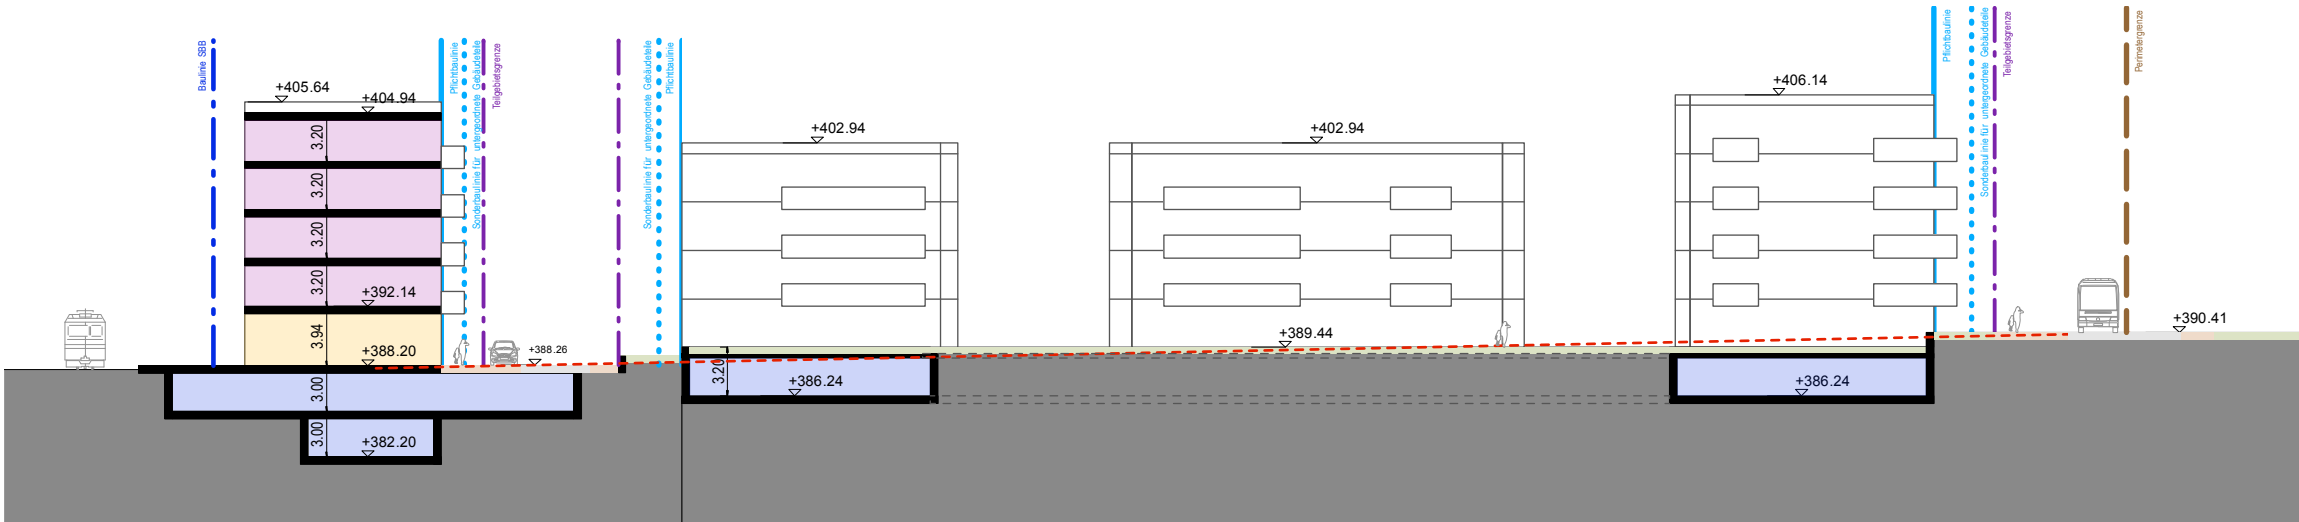 Baulinie SBB
Pflichtbaulinie
Sonderbaulinie für untergeordnete Gebäudeteile
Teilgebietsgrenze
Sonderbaulinie für untergeordnete Gebäudeteile
Pflichtbaulinie
Pflichtbaulinie
Sonderbaulinie für untergeordnete Gebäudeteile
Teilgebietsgrenze
Perimetergrenze
+405.64
+404.94
3.20
3.20
3.20
3.20
+392.14
3.94
+388.20
3.00
3.00
+382.20
+388.26
+402.94
3.20
+386.24
+402.94
+389.44
+406.14
+386.24
+390.41